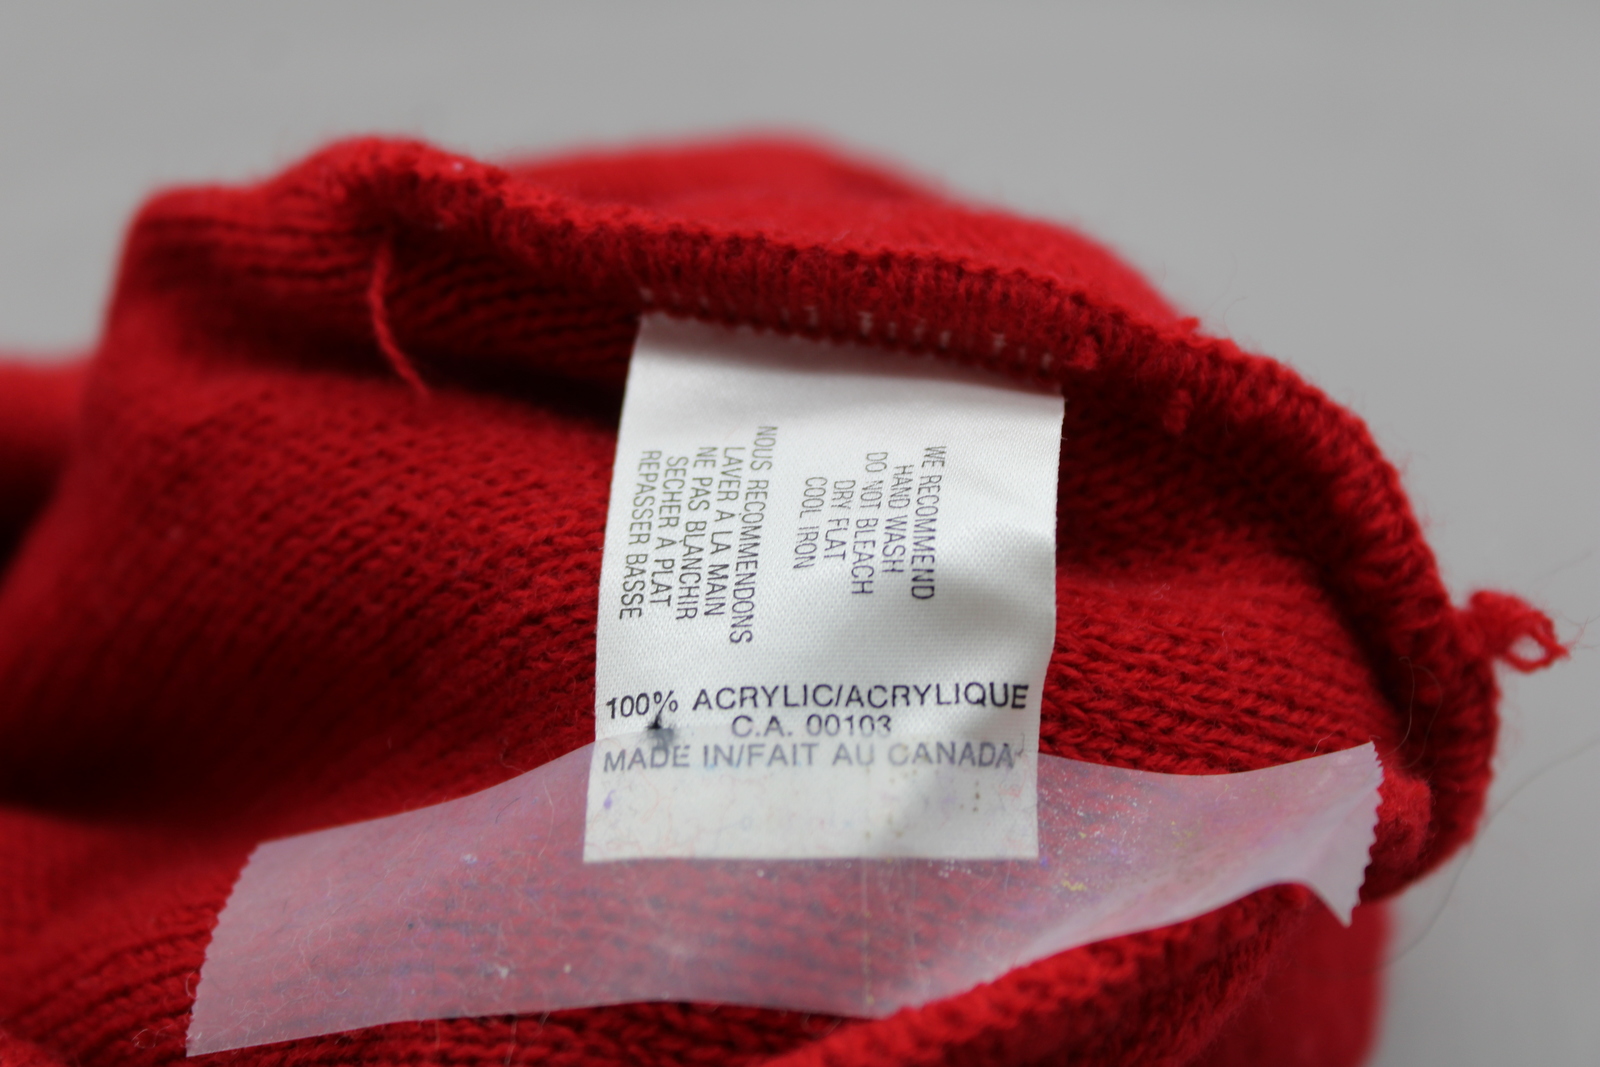 WE RECOMMEND
HAND WASH
DO NOT BLEACH
DRY FLAT
COOL IRON
NOUS RECOMMENDONS
LAVER À LA MAIN
NE PAS BLANCHIR
SECHER À PLAT
REPASSER BASSE
100% ACRYLIC/ACRYLIQUE
C.A. 00103
MADE IN/FAIT AU CANADA